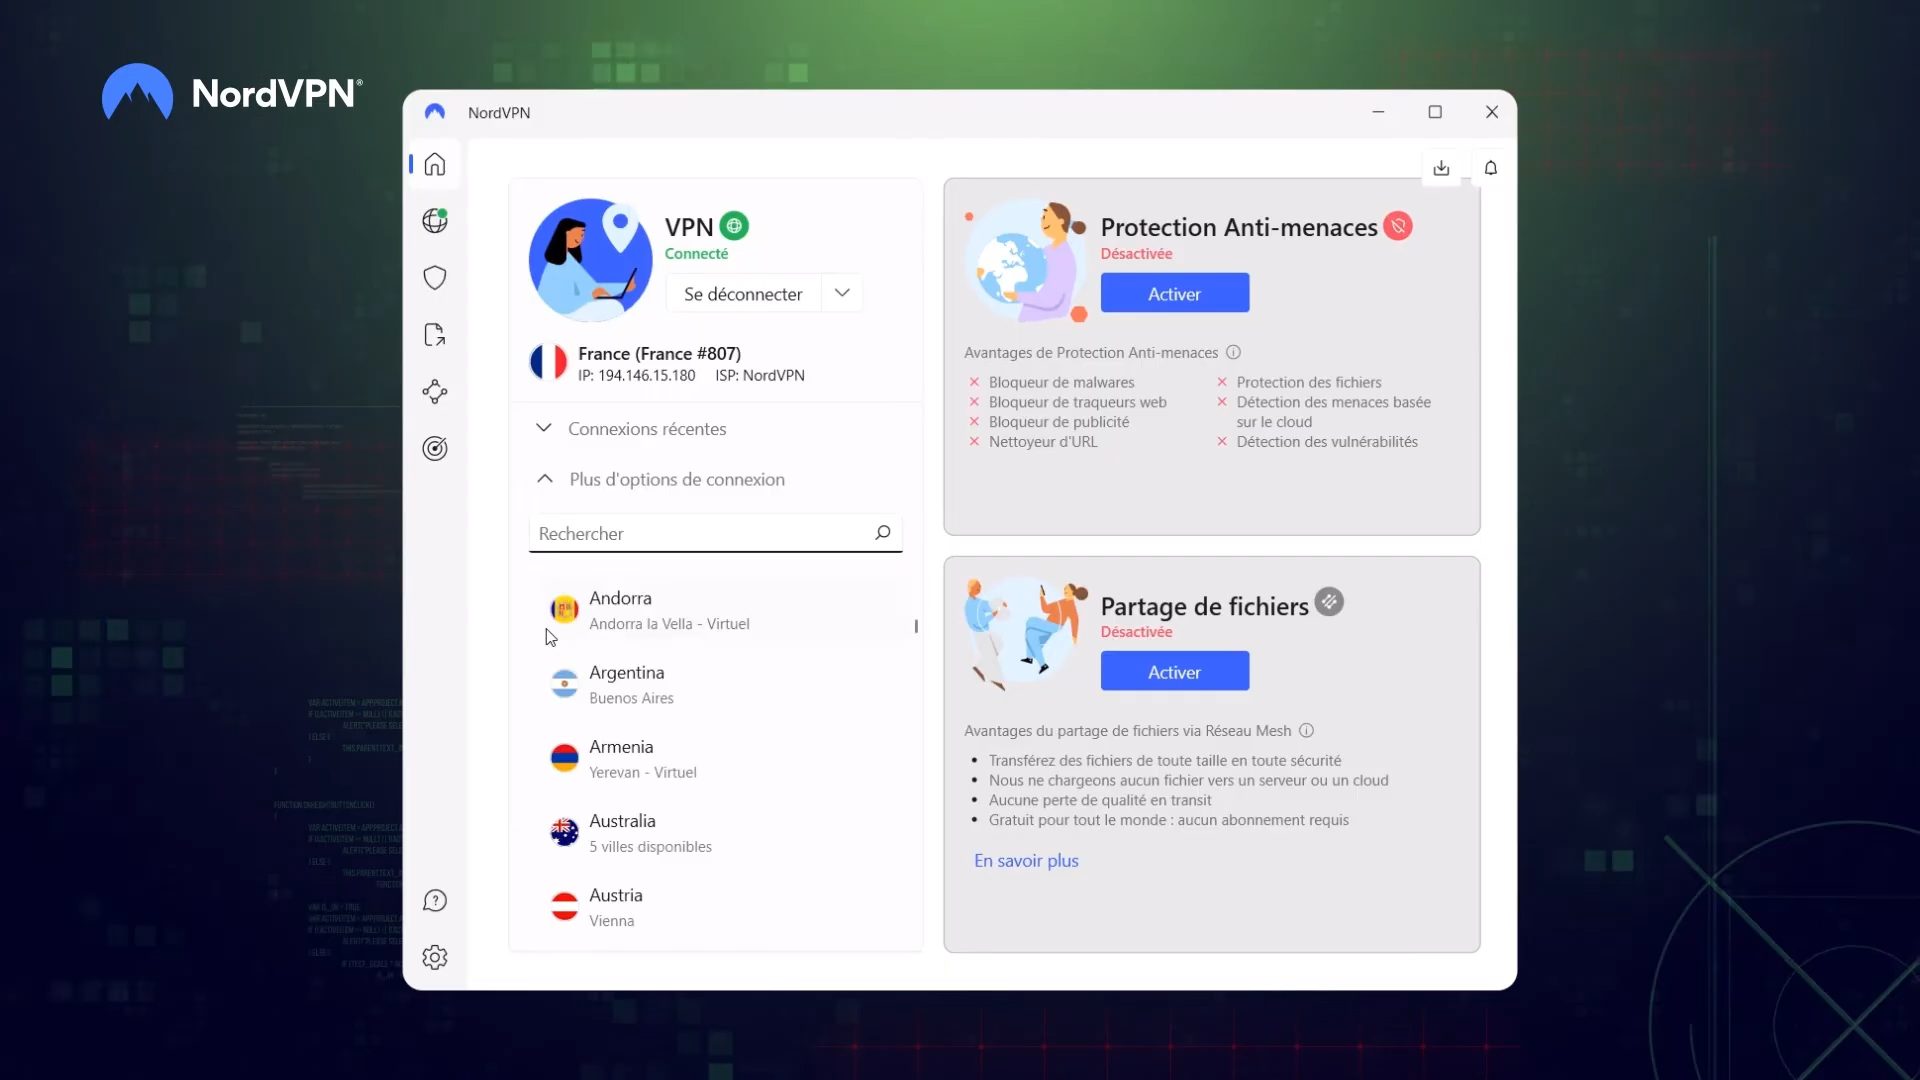 NordVPN®
NordVPN
VPN
Connecté
Se déconnecter
France (France #807)
IP: 194.146.15.180 ISP: NordVPN
Connexions récentes
Plus d'options de connexion
Rechercher
Andorra
Andorra la Vella - Virtuel
Argentina
Buenos Aires
Armenia
Yerevan - Virtuel
Australia
5 villes disponibles
Austria
Vienna
Protection Anti-menaces
Désactivée
Activer
Avantages de Protection Anti-menaces
Bloqueur de malwares
Bloqueur de traqueurs web
Bloqueur de publicité
Nettoyeur d'URL
Protection des fichiers
Détection des menaces basée
sur le cloud
Détection des vulnérabilités
Partage de fichiers
Désactivée
Activer
Avantages du partage de fichiers via Réseau Mesh
• Transférez des fichiers de toute taille en toute sécurité
• Nous ne chargeons aucun fichier vers un serveur ou un cloud
• Aucune perte de qualité en transit
• Gratuit pour tout le monde : aucun abonnement requis
En savoir plus